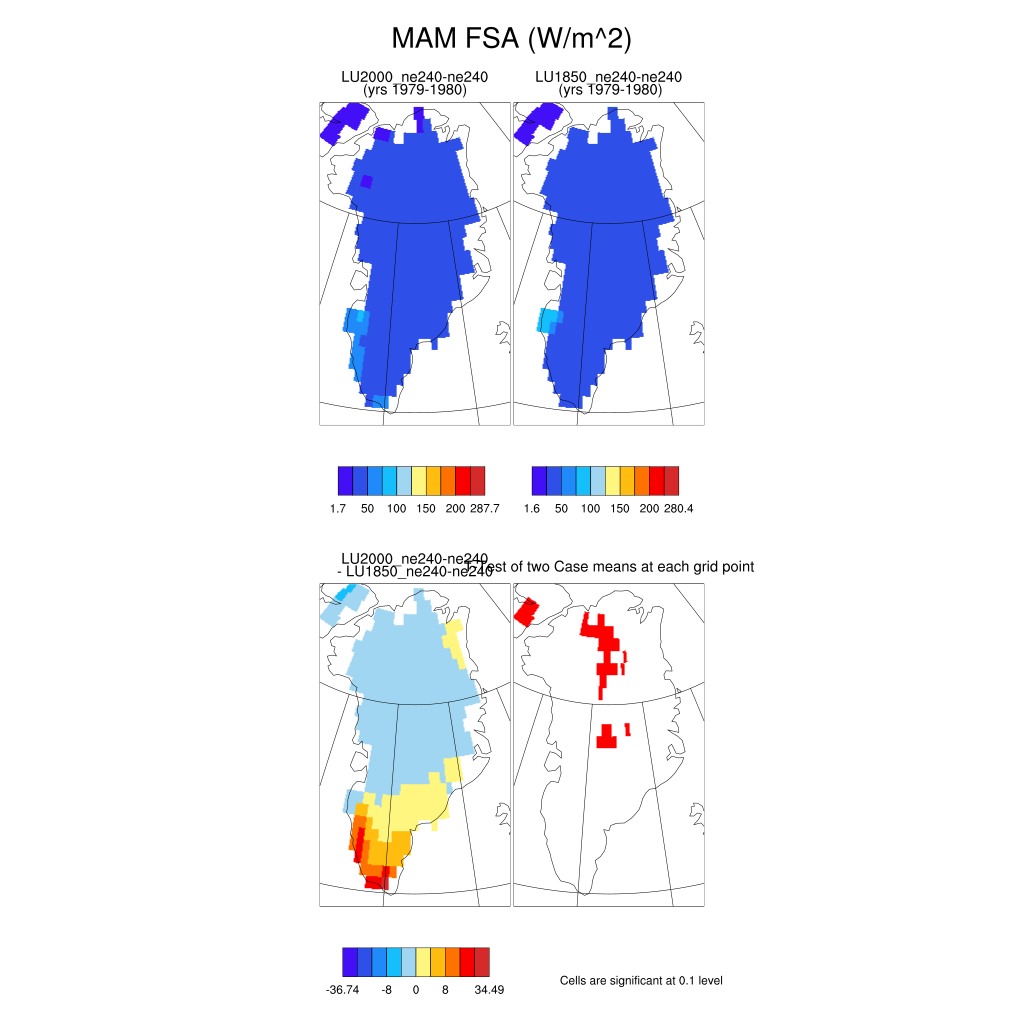 MAM FSA (W/m^2)
LU2000_ne240-ne240
(yrs 1979-1980)
LU1850_ne240-ne240
(yrs 1979-1980)
1.7 50 100 150 200 287.7
1.6 50 100 150 200 280.4
LU2000_ne240-ne240
- LU1850_ne240-ne240
T-Test of two Case means at each grid point
-36.74 -8 0 8 34.49
Cells are significant at 0.1 level